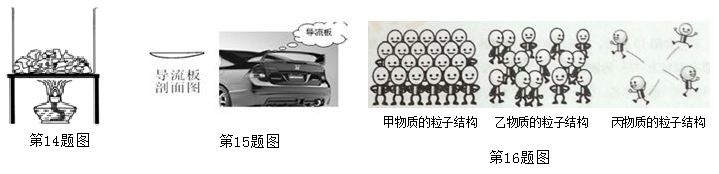 导流板
导流板
剖面图
甲物质的粒子结构 乙物质的粒子结构 丙物质的粒子结构
第14题图 第15题图
第16题图